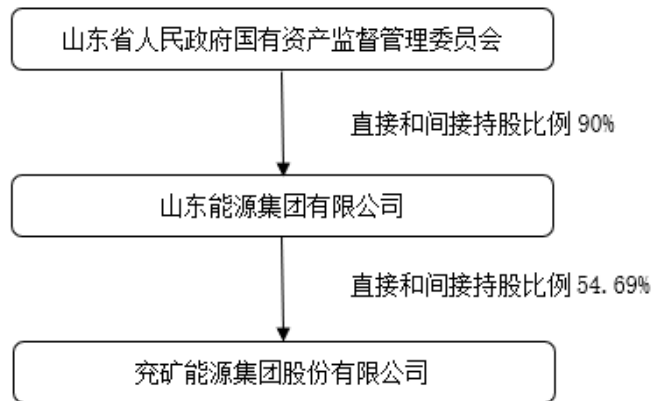 山东省人民政府国有资产监督管理委员会
直接和间接持股比例 90%
山东能源集团有限公司
直接和间接持股比例 54.69%
兖矿能源集团股份有限公司